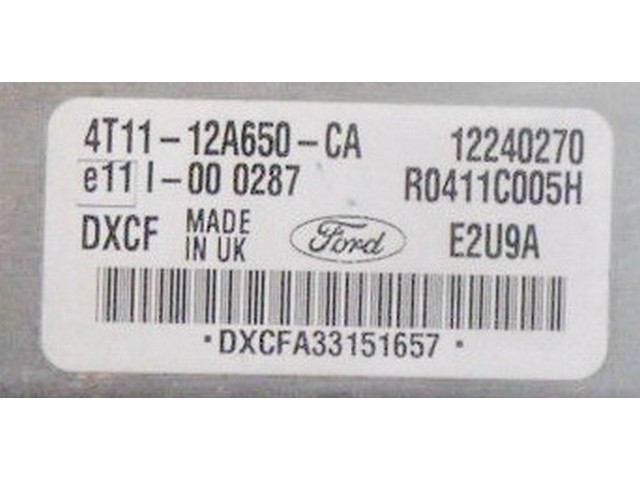 4T11-12A650-CA 12240270
e11 I-00 0287 R0411C005H
DXCF MADE IN UK Ford E2U9A
·DXCFA33151657·